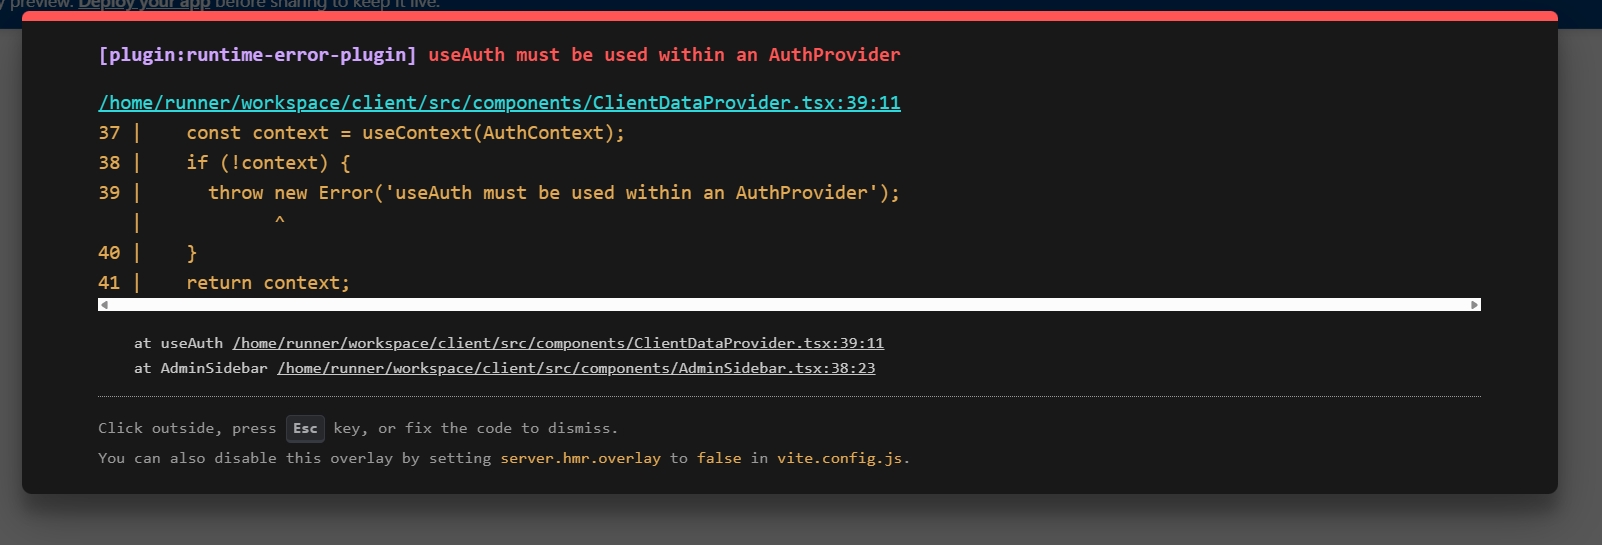 y preview. Deploy your app before sharing to keep it live.
[plugin:runtime-error-plugin] useAuth must be used within an AuthProvider
/home/runner/workspace/client/src/components/ClientDataProvider.tsx:39:11
37 |    const context = useContext(AuthContext);
38 |    if (!context) {
39 |      throw new Error('useAuth must be used within an AuthProvider');
   |            ^
40 |    }
41 |    return context;
at useAuth /home/runner/workspace/client/src/components/ClientDataProvider.tsx:39:11
at AdminSidebar /home/runner/workspace/client/src/components/AdminSidebar.tsx:38:23
Click outside, press Esc key, or fix the code to dismiss.
You can also disable this overlay by setting server.hmr.overlay to false in vite.config.js.